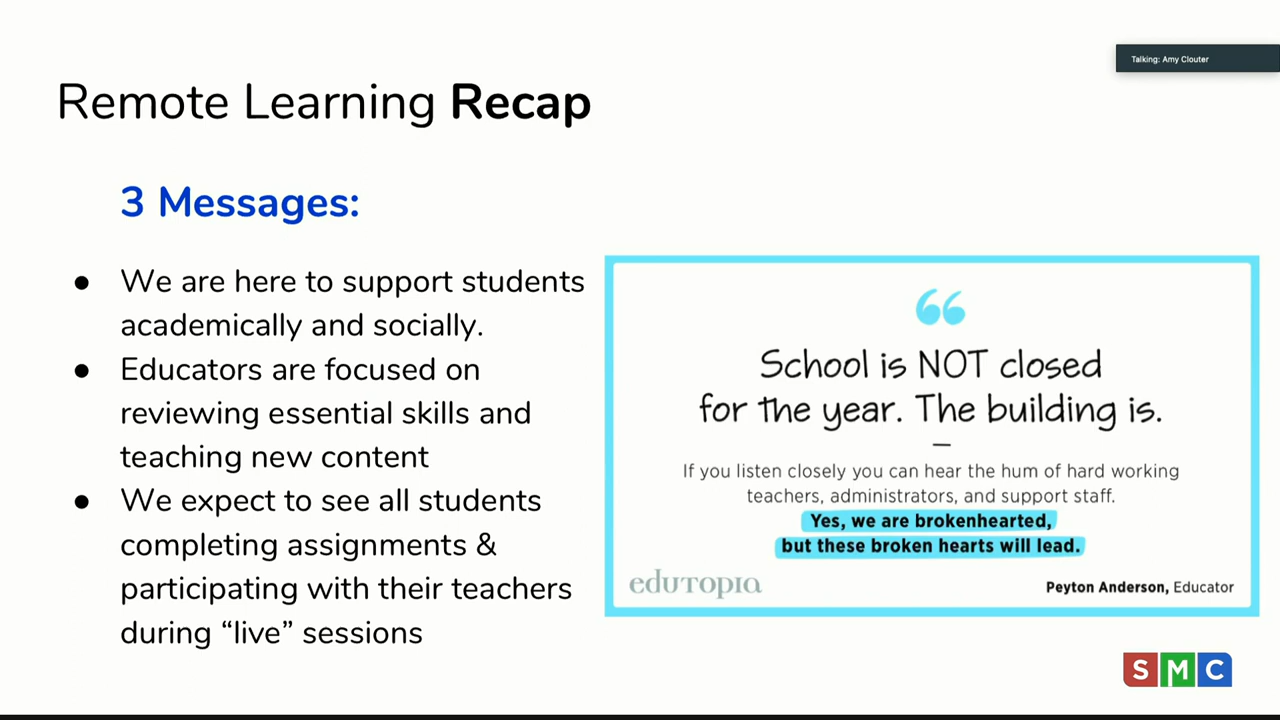 Talking: Amy Clouter
Remote Learning Recap
3 Messages:
● We are here to support students
academically and socially.
● Educators are focused on
reviewing essential skills and
teaching new content
● We expect to see all students
completing assignments &
participating with their teachers
during “live” sessions
“
School is NOT closed
for the year. The building is.
—
If you listen closely you can hear the hum of hard working
teachers, administrators, and support staff.
Yes, we are brokenhearted,
but these broken hearts will lead.
edutopia
Peyton Anderson, Educator
SMC